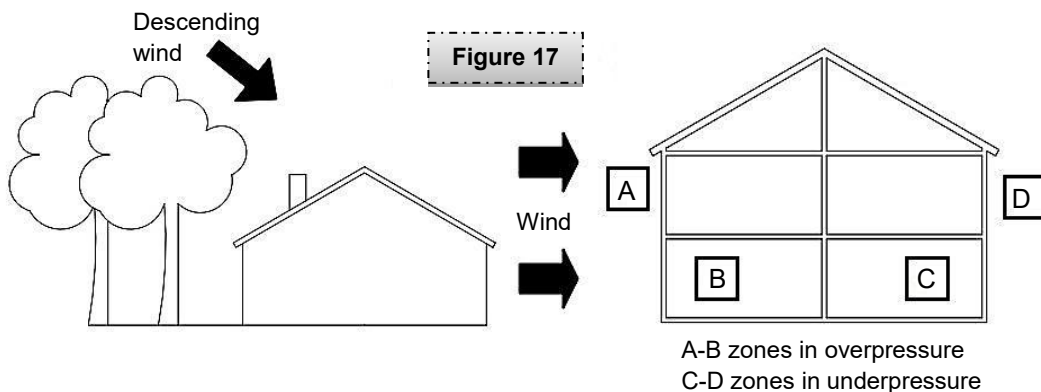 Descending
wind
Figure 17
Wind
A
D
B
C
A-B zones in overpressure
C-D zones in underpressure